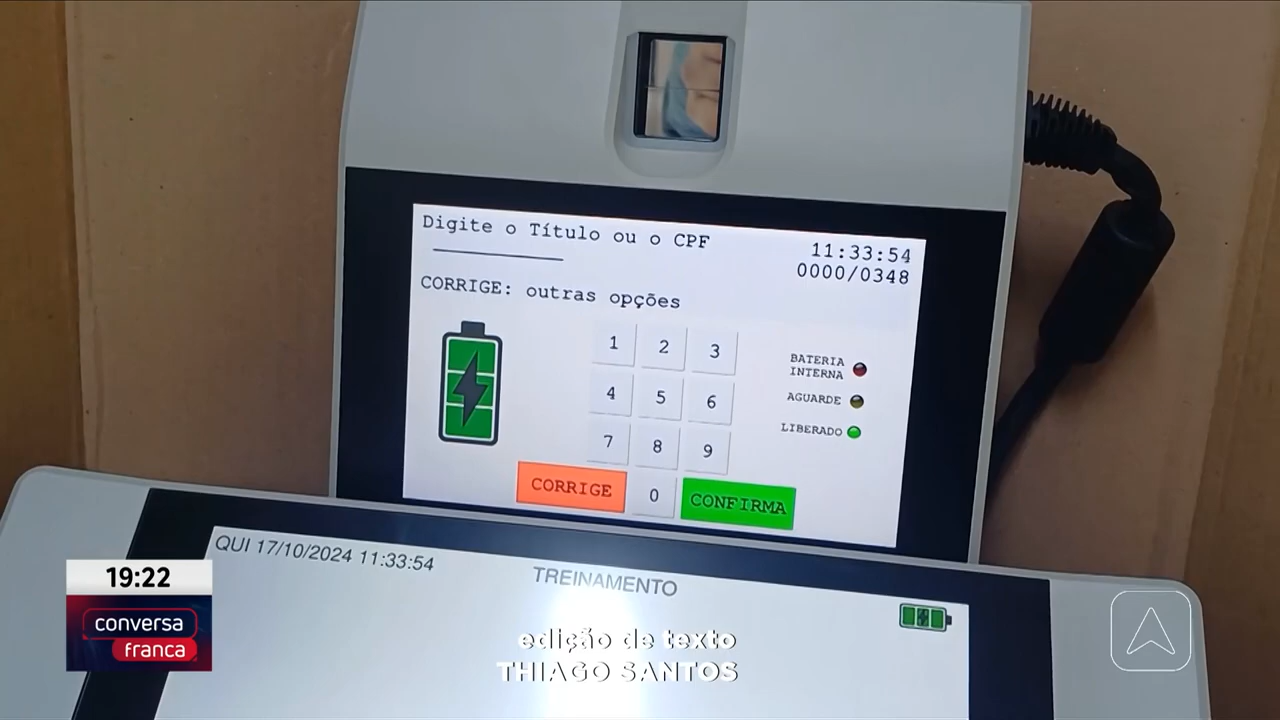 Digite o Título ou o CPF
11:33:54
0000/0348
CORRIGE: outras opções
1 2 3
4 5 6
7 8 9
CORRIGE 0 CONFIRMA
BATERIA
INTERNA
AGUARDE
LIBERADO
QUI 17/10/2024 11:33:54
TREINAMENTO
19:22
conversa
franca
edição de texto
THIAGO SANTOS